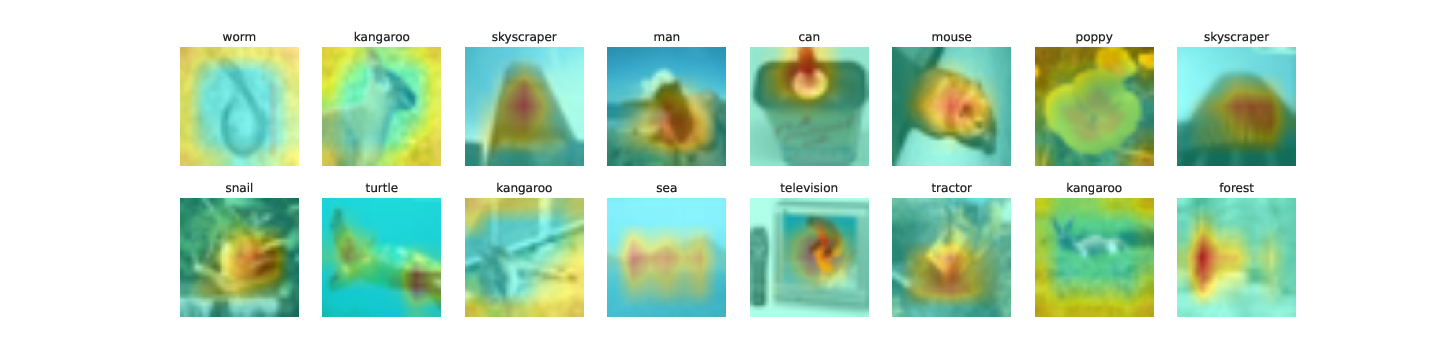 worm kangaroo skyscraper man can mouse poppy skyscraper
snail turtle kangaroo sea television tractor kangaroo forest